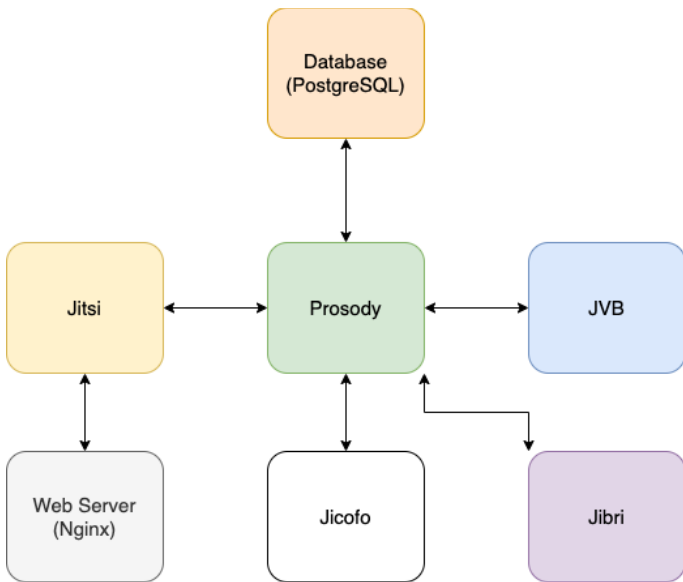 Database
(PostgreSQL)
Jitsi
Prosody
JVB
Web Server
(Nginx)
Jicofo
Jibri